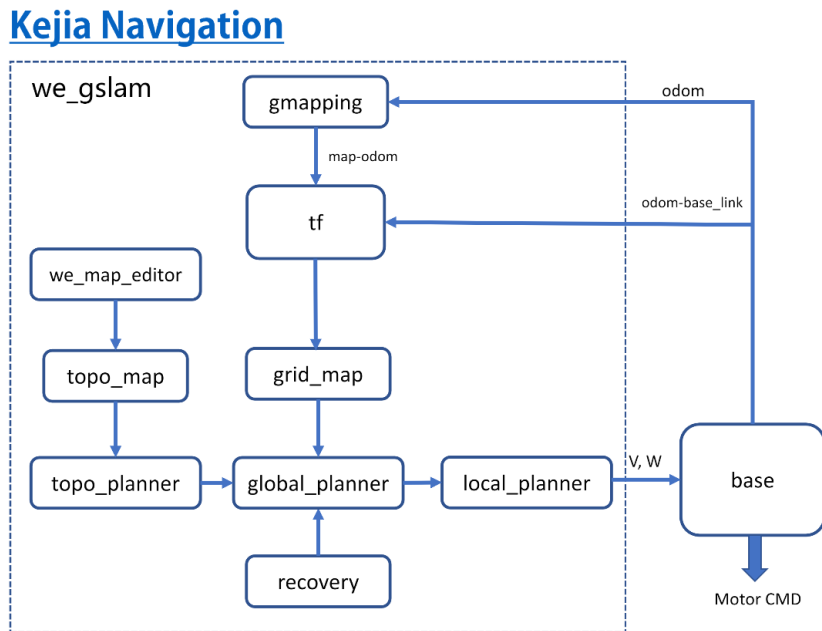 Kejia Navigation
we_gslam
gmapping
odom
map-odom
odom-base_link
tf
we_map_editor
topo_map
grid_map
topo_planner
global_planner
local_planner
V, W
base
recovery
Motor CMD